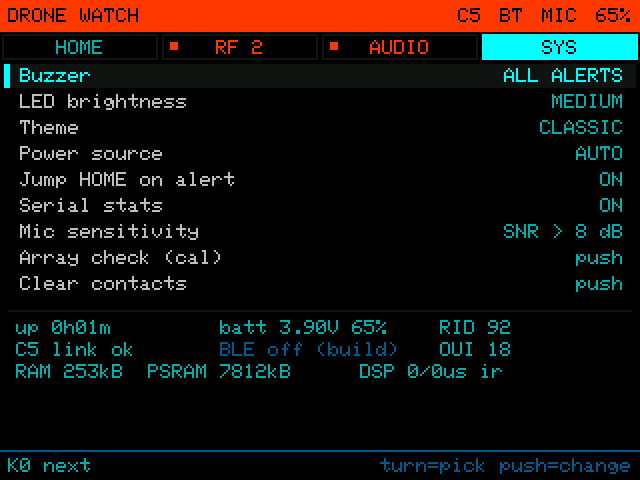 DRONE WATCH C5 BT MIC 65%
HOME RF 2 AUDIO SYS
Buzzer ALL ALERTS
LED brightness MEDIUM
Theme CLASSIC
Power source AUTO
Jump HOME on alert ON
Serial stats ON
Mic sensitivity SNR > 8 dB
Array check (cal) push
Clear contacts push
up 0h01m batt 3.90V 65% RID 92
C5 link ok BLE off (build) OUI 18
RAM 253kB PSRAM 7812kB DSP 0/0us ir
K0 next turn=pick push=change